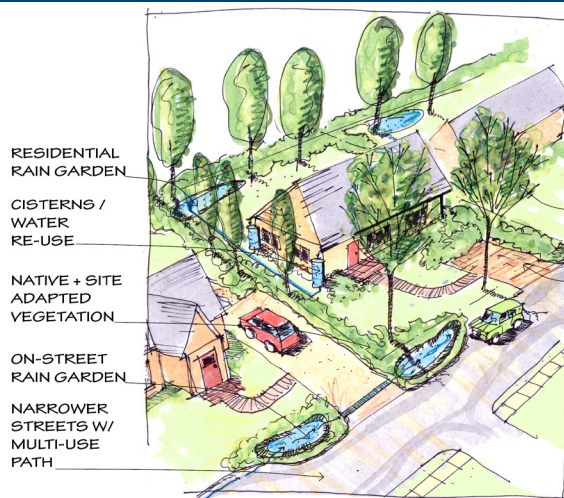 RESIDENTIAL
RAIN GARDEN
CISTERNS /
WATER
RE-USE
NATIVE + SITE
ADAPTED
VEGETATION
ON-STREET
RAIN GARDEN
NARROWER
STREETS W/
MULTI-USE
PATH